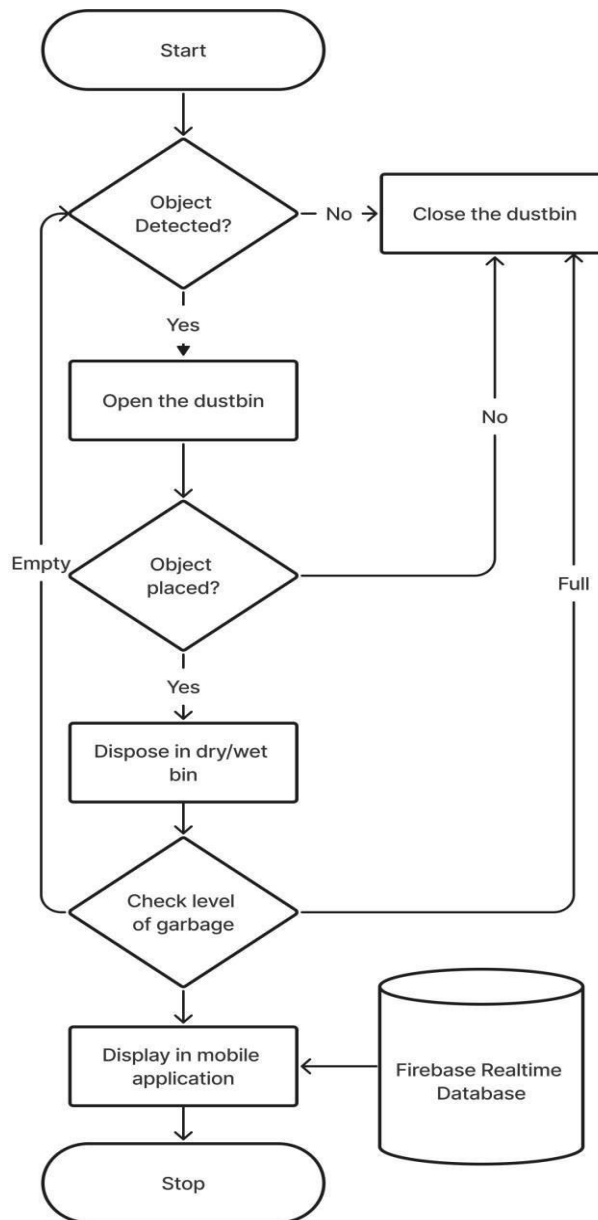 Start
Object
Detected?
No
Close the dustbin
Yes
Open the dustbin
No
Empty
Object
placed?
Full
Yes
Dispose in dry/wet
bin
Check level
of garbage
Display in mobile
application
Firebase Realtime
Database
Stop